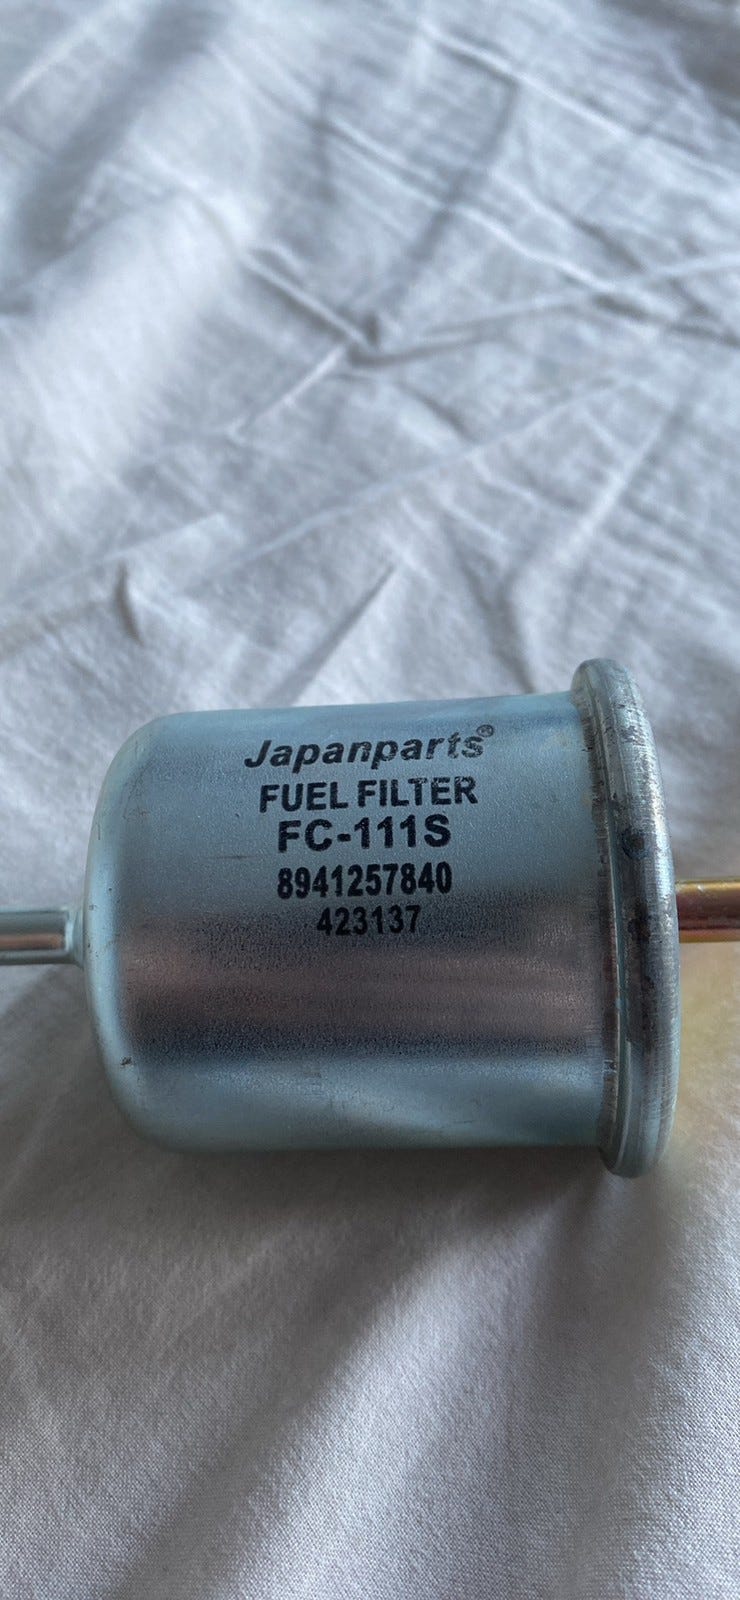 Japanparts®
FUEL FILTER
FC-111S
8941257840
423137